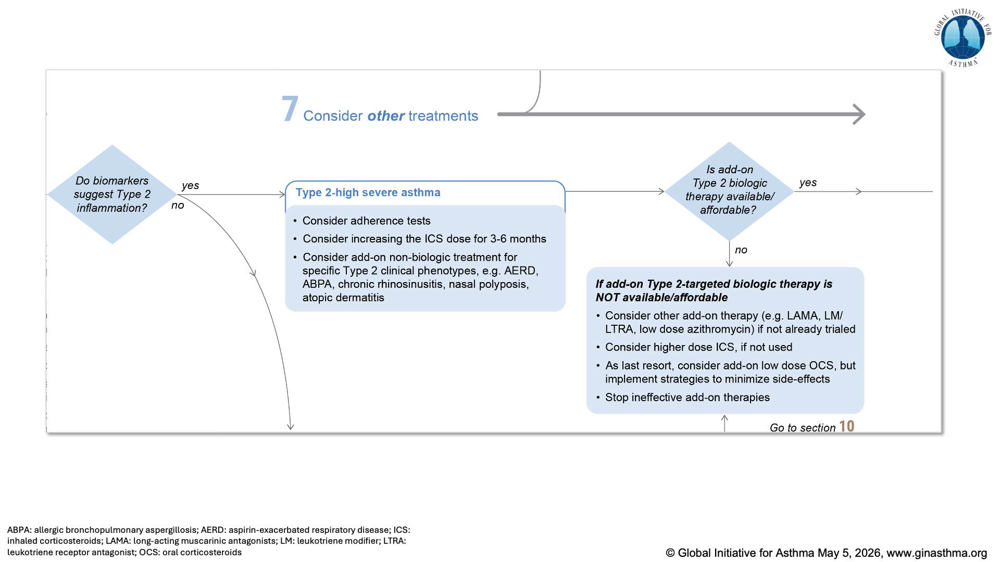 GLOBAL INITIATIVE FOR
ASTHMA
7 Consider other treatments
Do biomarkers
suggest Type 2
inflammation?
yes
no
Type 2-high severe asthma
• Consider adherence tests
• Consider increasing the ICS dose for 3-6 months
• Consider add-on non-biologic treatment for
specific Type 2 clinical phenotypes, e.g. AERD,
ABPA, chronic rhinosinusitis, nasal polyposis,
atopic dermatitis
Is add-on
Type 2 biologic
therapy available/
affordable?
yes
no
If add-on Type 2-targeted biologic therapy is
NOT available/affordable
• Consider other add-on therapy (e.g. LAMA, LM/
LTRA, low dose azithromycin) if not already trialed
• Consider higher dose ICS, if not used
• As last resort, consider add-on low dose OCS, but
implement strategies to minimize side-effects
• Stop ineffective add-on therapies
Go to section 10
ABPA: allergic bronchopulmonary aspergillosis; AERD: aspirin-exacerbated respiratory disease; ICS:
inhaled corticosteroids; LAMA: long-acting muscarinic antagonists; LM: leukotriene modifier; LTRA:
leukotriene receptor antagonist; OCS: oral corticosteroids
© Global Initiative for Asthma May 5, 2026, www.ginasthma.org